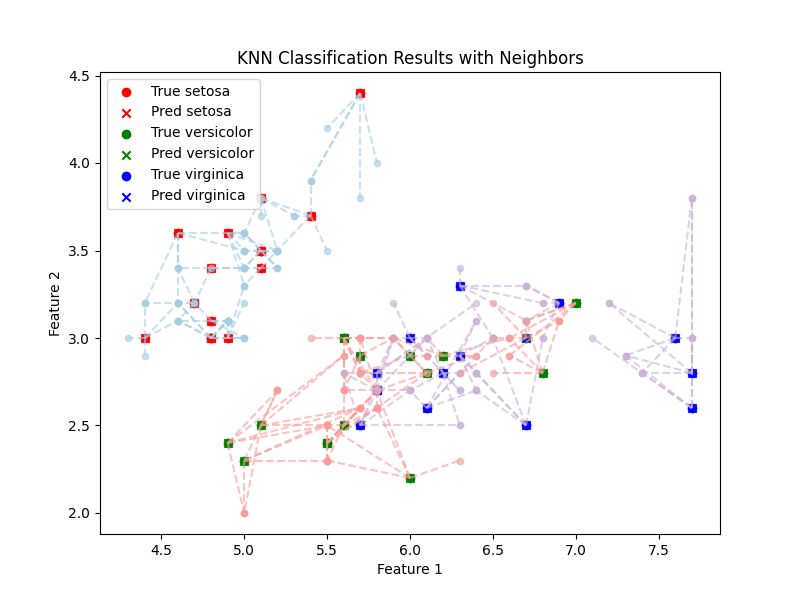 KNN Classification Results with Neighbors
4.5
4.0
3.5
3.0
2.5
2.0
Feature 2
True setosa
Pred setosa
True versicolor
Pred versicolor
True virginica
Pred virginica
4.5 5.0 5.5 6.0 6.5 7.0 7.5
Feature 1